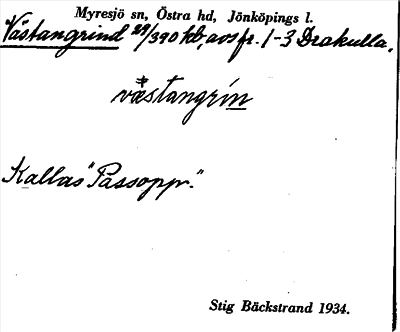 Myresjö sn, Östra hd, Jönköpings l.
Västangrind 29/390 kb, avs fr. 1-3 Drakulla.
västangrín
Kallas "Passopp".
Stig Bäckstrand 1934.